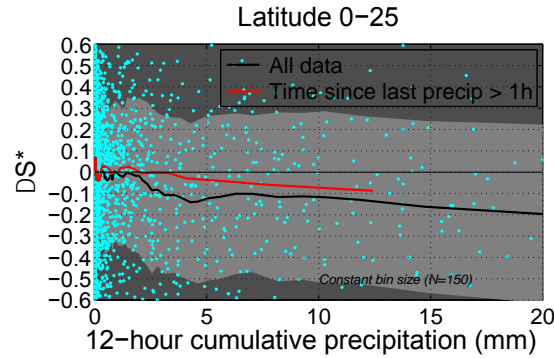 Latitude 0−25
0.6
0.5
0.4
0.3
0.2
0.1
0
−0.1
−0.2
−0.3
−0.4
−0.5
−0.6
DS*
All data
Time since last precip > 1h
Constant bin size (N=150)
0 5 10 15 20
12−hour cumulative precipitation (mm)